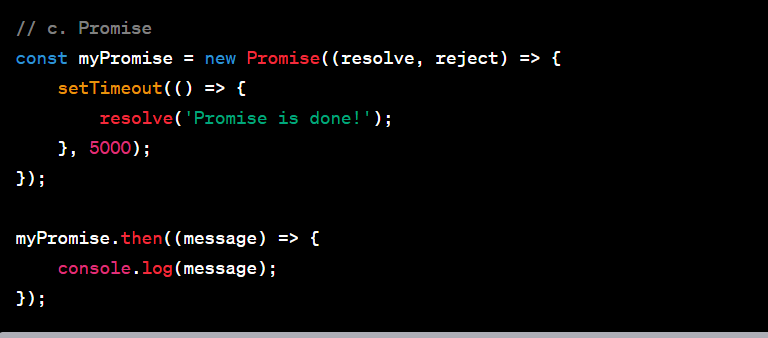 // c. Promise
const myPromise = new Promise((resolve, reject) => {
    setTimeout(() => {
        resolve('Promise is done!');
    }, 5000);
});

myPromise.then((message) => {
    console.log(message);
});